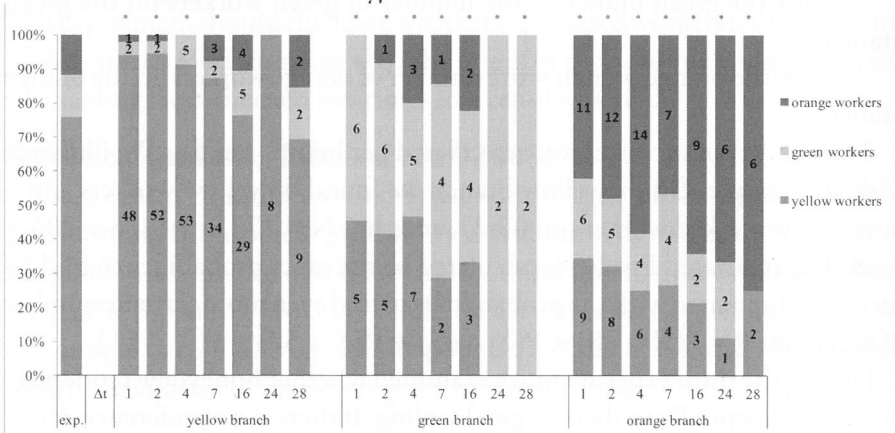 * * * * * * * * * * * * * * * * * * * * *
100%
90%
80%
70%
60%
50%
40%
30%
20%
10%
0%
1 1 3 4 2
2 2 5 2 5 2
48 52 53 34 29 8 9
1 3 1 2
6 6 5 4 4 2 2
5 5 7 2 3
11 12 14 7 9 6 6
6 5 4 4 2 2
9 8 6 4 3 1 2
orange workers
green workers
yellow workers
Δt 1 2 4 7 16 24 28 1 2 4 7 16 24 28 1 2 4 7 16 24 28
exp. yellow branch green branch orange branch